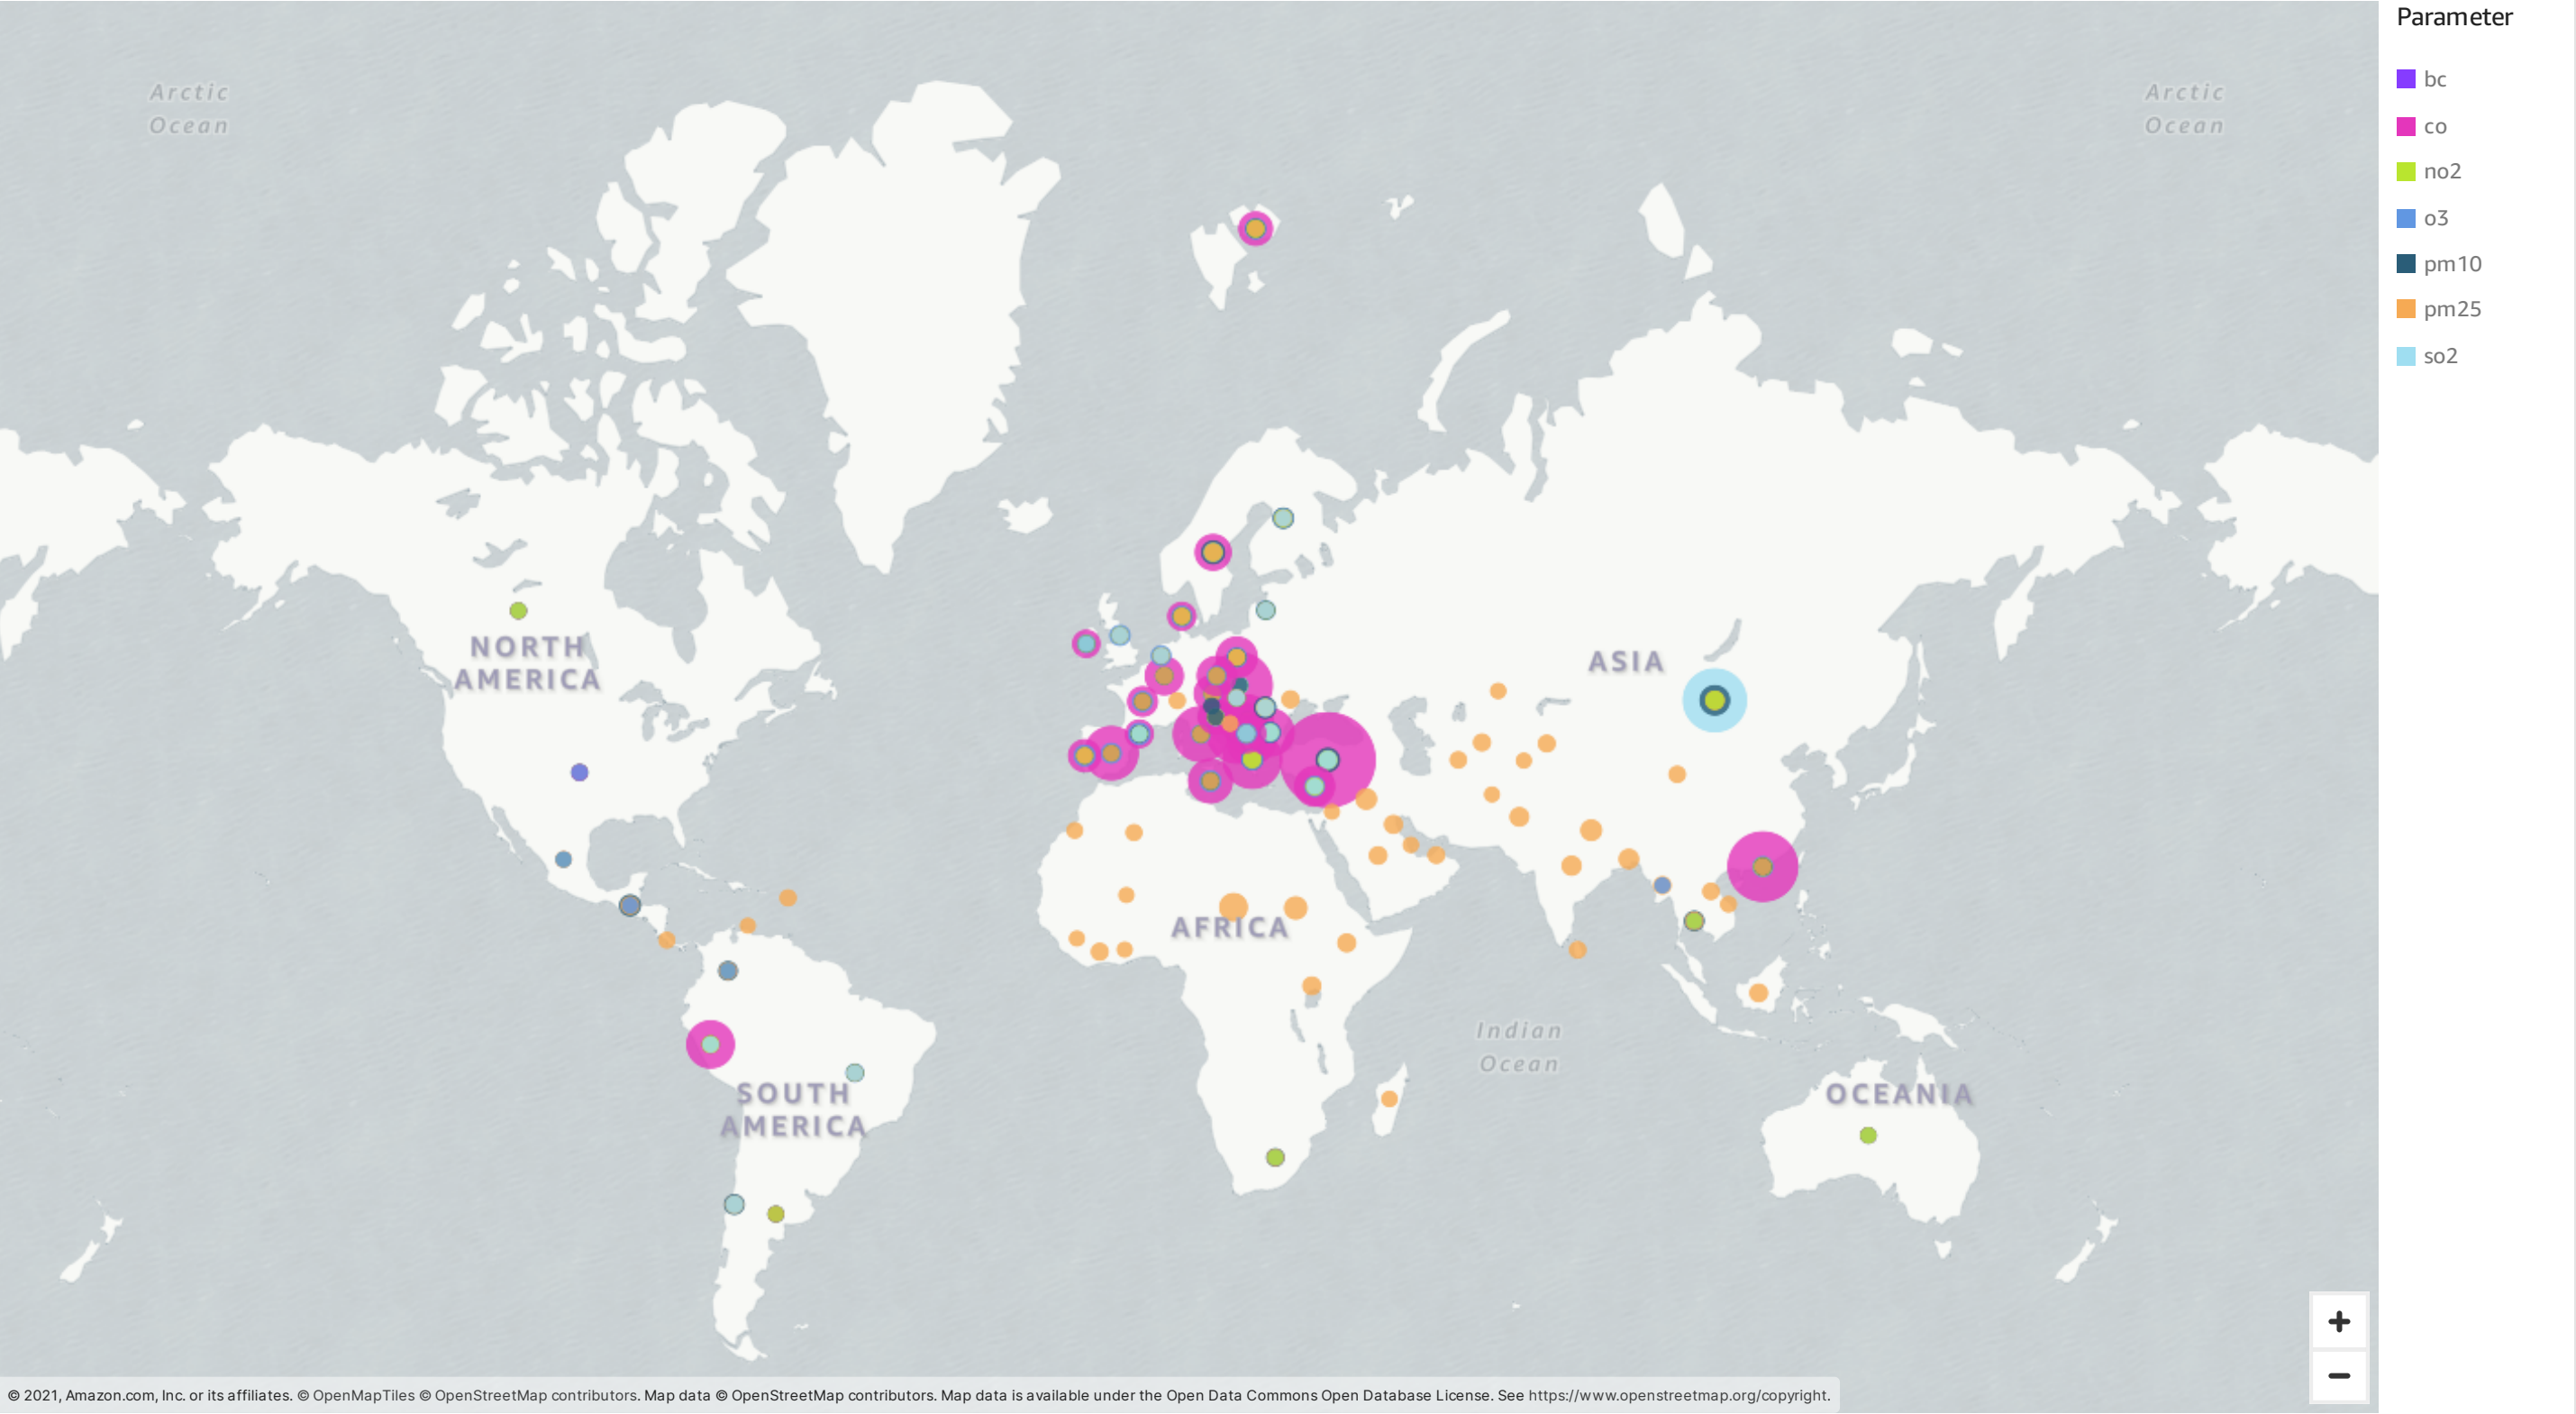 Parameter
bc
co
no2
o3
pm10
pm25
so2
Arctic
Ocean
Arctic
Ocean
NORTH
AMERICA
ASIA
AFRICA
Indian
Ocean
SOUTH
AMERICA
OCEANIA
+
−
© 2021, Amazon.com, Inc. or its affiliates. © OpenMapTiles © OpenStreetMap contributors. Map data © OpenStreetMap contributors. Map data is available under the Open Data Commons Open Database License. See https://www.openstreetmap.org/copyright.